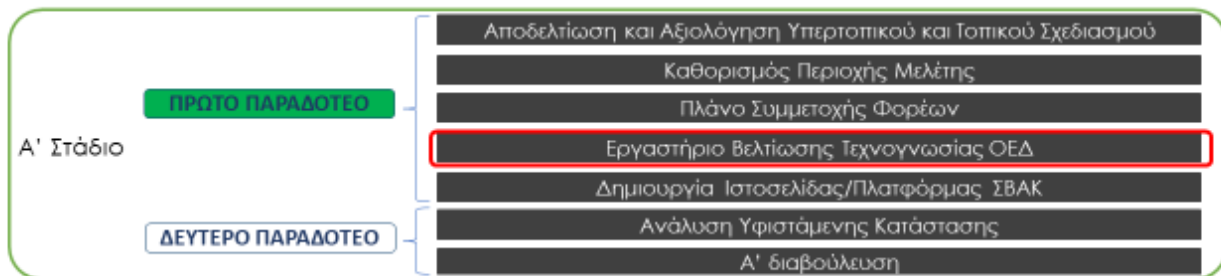 Α' Στάδιο
ΠΡΩΤΟ ΠΑΡΑΔΟΤΕΟ
Αποδελτίωση και Αξιολόγηση Υπερτοπικού και Τοπικού Σχεδιασμού
Καθορισμός Περιοχής Μελέτης
Πλάνο Συμμετοχής Φορέων
Εργαστήριο Βελτίωσης Τεχνογνωσίας ΟΕΔ
Δημιουργία Ιστοσελίδας/Πλατφόρμας ΣΒΑΚ
ΔΕΥΤΕΡΟ ΠΑΡΑΔΟΤΕΟ
Ανάλυση Υφιστάμενης Κατάστασης
Α' διαβούλευση